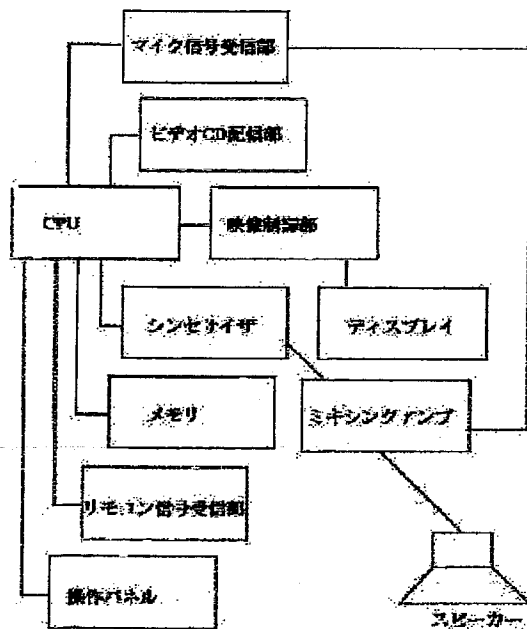 マイク信号受信部
ビデオCD配信部
CPU
映像制御部
シンセサイザ
ディスプレイ
メモリ
ミキシングアンプ
リモコン信号受信部
操作パネル
スピーカー